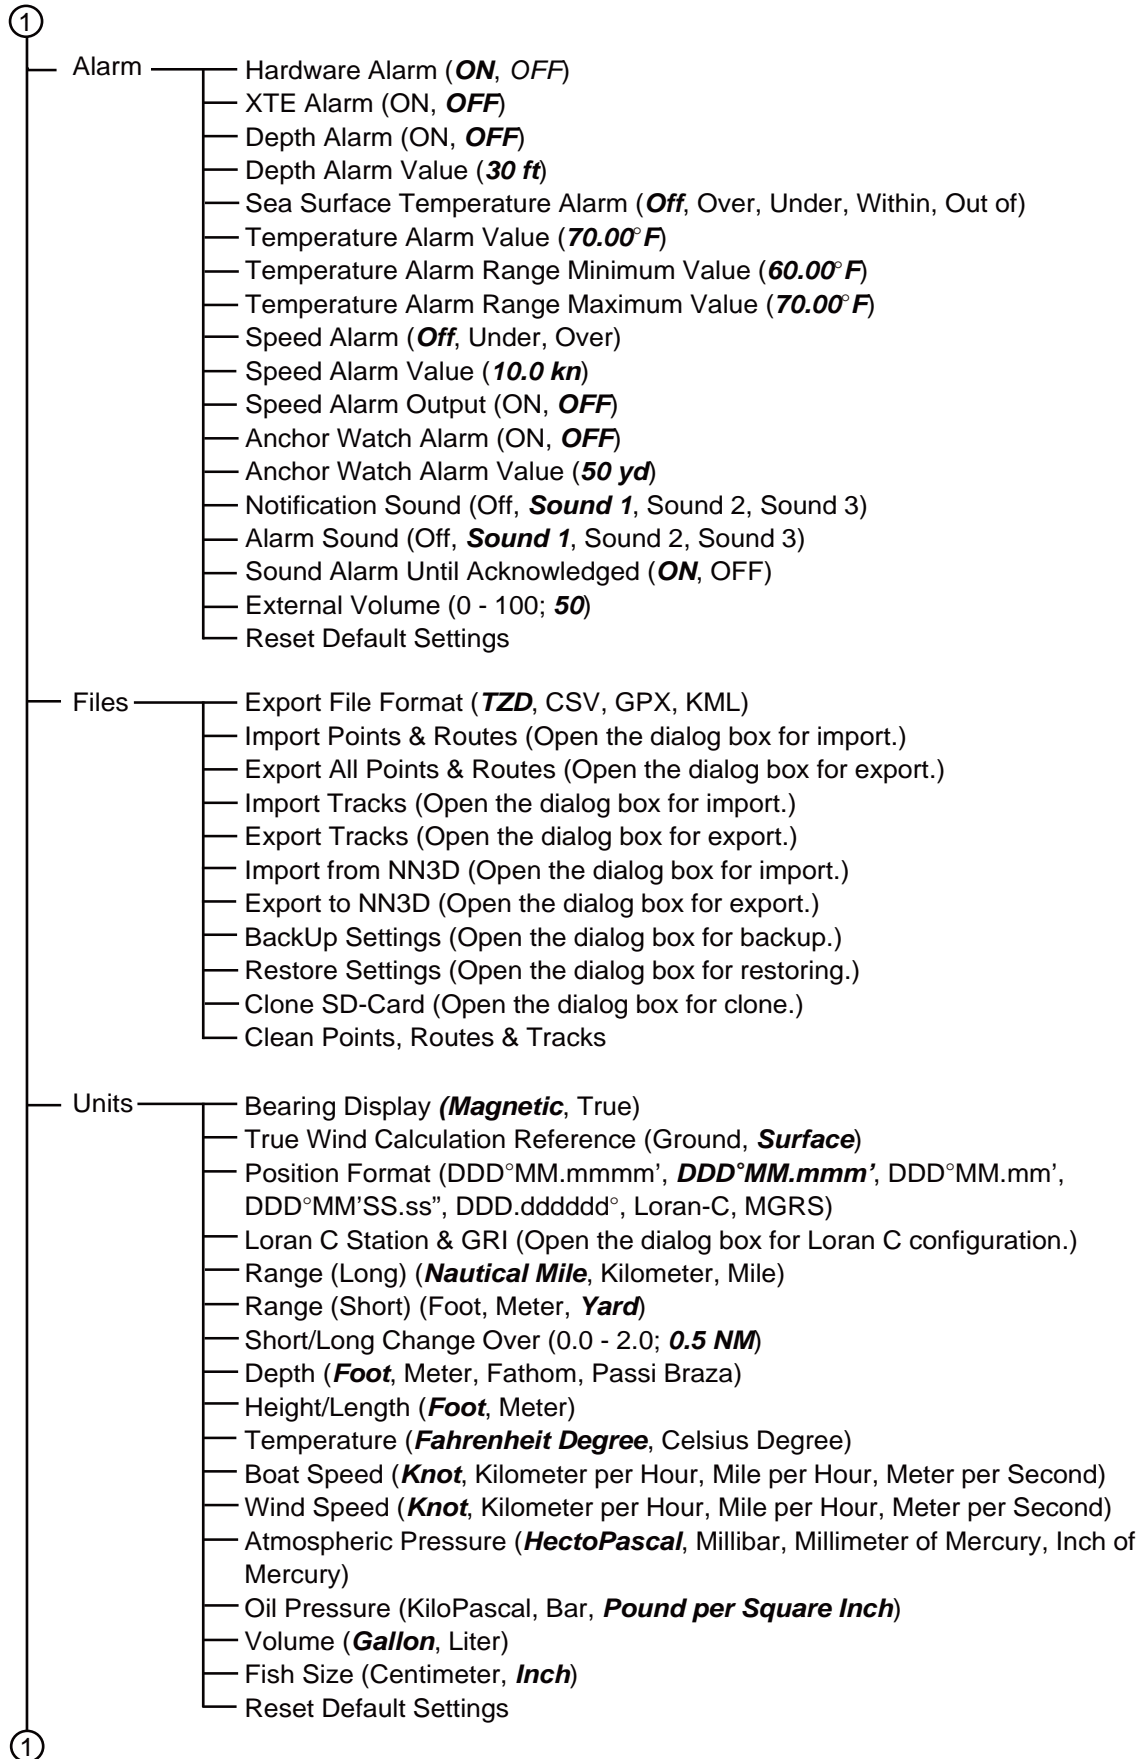 1
Alarm Hardware Alarm (ON, OFF)
XTE Alarm (ON, OFF)
Depth Alarm (ON, OFF)
Depth Alarm Value (30 ft)
Sea Surface Temperature Alarm (Off, Over, Under, Within, Out of)
Temperature Alarm Value (70.00°F)
Temperature Alarm Range Minimum Value (60.00°F)
Temperature Alarm Range Maximum Value (70.00°F)
Speed Alarm (Off, Under, Over)
Speed Alarm Value (10.0 kn)
Speed Alarm Output (ON, OFF)
Anchor Watch Alarm (ON, OFF)
Anchor Watch Alarm Value (50 yd)
Notification Sound (Off, Sound 1, Sound 2, Sound 3)
Alarm Sound (Off, Sound 1, Sound 2, Sound 3)
Sound Alarm Until Acknowledged (ON, OFF)
External Volume (0 - 100; 50)
Reset Default Settings
Files Export File Format (TZD, CSV, GPX, KML)
Import Points & Routes (Open the dialog box for import.)
Export All Points & Routes (Open the dialog box for export.)
Import Tracks (Open the dialog box for import.)
Export Tracks (Open the dialog box for export.)
Import from NN3D (Open the dialog box for import.)
Export to NN3D (Open the dialog box for export.)
BackUp Settings (Open the dialog box for backup.)
Restore Settings (Open the dialog box for restoring.)
Clone SD-Card (Open the dialog box for clone.)
Clean Points, Routes & Tracks
Units Bearing Display (Magnetic, True)
True Wind Calculation Reference (Ground, Surface)
Position Format (DDD°MM.mmmm’, DDD°MM.mmm’, DDD°MM.mm’,
DDD°MM’SS.ss”, DDD.dddddd°, Loran-C, MGRS)
Loran C Station & GRI (Open the dialog box for Loran C configuration.)
Range (Long) (Nautical Mile, Kilometer, Mile)
Range (Short) (Foot, Meter, Yard)
Short/Long Change Over (0.0 - 2.0; 0.5 NM)
Depth (Foot, Meter, Fathom, Passi Braza)
Height/Length (Foot, Meter)
Temperature (Fahrenheit Degree, Celsius Degree)
Boat Speed (Knot, Kilometer per Hour, Mile per Hour, Meter per Second)
Wind Speed (Knot, Kilometer per Hour, Mile per Hour, Meter per Second)
Atmospheric Pressure (HectoPascal, Millibar, Millimeter of Mercury, Inch of
Mercury)
Oil Pressure (KiloPascal, Bar, Pound per Square Inch)
Volume (Gallon, Liter)
Fish Size (Centimeter, Inch)
Reset Default Settings
1